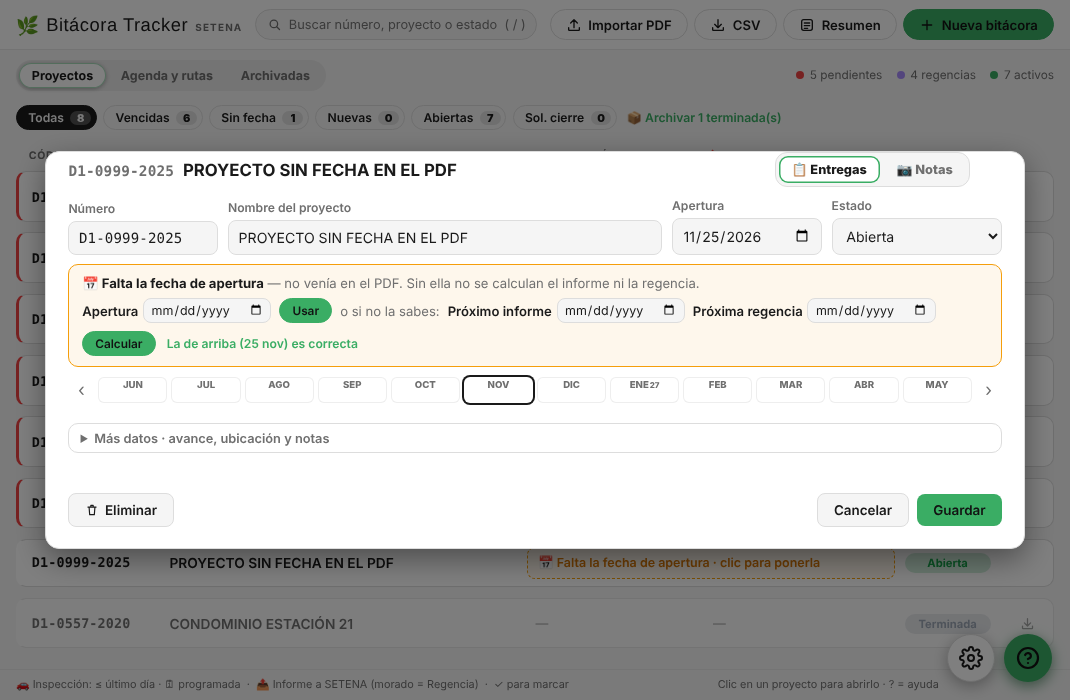 Bitácora Tracker SETENA
Buscar número, proyecto o estado ( / )
Importar PDF
CSV
Resumen
+ Nueva bitácora
Proyectos
Agenda y rutas
Archivadas
5 pendientes
4 regencias
7 activos
Todas 8
Vencidas 6
Sin fecha 1
Nuevas 0
Abiertas 7
Sol. cierre 0
Archivar 1 terminada(s)
D1-0999-2025 PROYECTO SIN FECHA EN EL PDF
Entregas
Notas
Número
Nombre del proyecto
Apertura
Estado
D1-0999-2025
PROYECTO SIN FECHA EN EL PDF
11/25/2026
Abierta
Falta la fecha de apertura — no venía en el PDF. Sin ella no se calculan el informe ni la regencia.
Apertura mm/dd/yyyy Usar o si no la sabes: Próximo informe mm/dd/yyyy Próxima regencia mm/dd/yyyy
Calcular La de arriba (25 nov) es correcta
‹ JUN JUL AGO SEP OCT NOV DIC ENE27 FEB MAR ABR MAY ›
Más datos · avance, ubicación y notas
Eliminar
Cancelar
Guardar
D1-0999-2025
PROYECTO SIN FECHA EN EL PDF
Falta la fecha de apertura · clic para ponerla
Abierta
D1-0557-2020
CONDOMINIO ESTACIÓN 21
—
—
Terminada
Inspección: ≤ último día · programada · Informe a SETENA (morado = Regencia) · ✓ para marcar
Clic en un proyecto para abrirlo · ? = ayuda